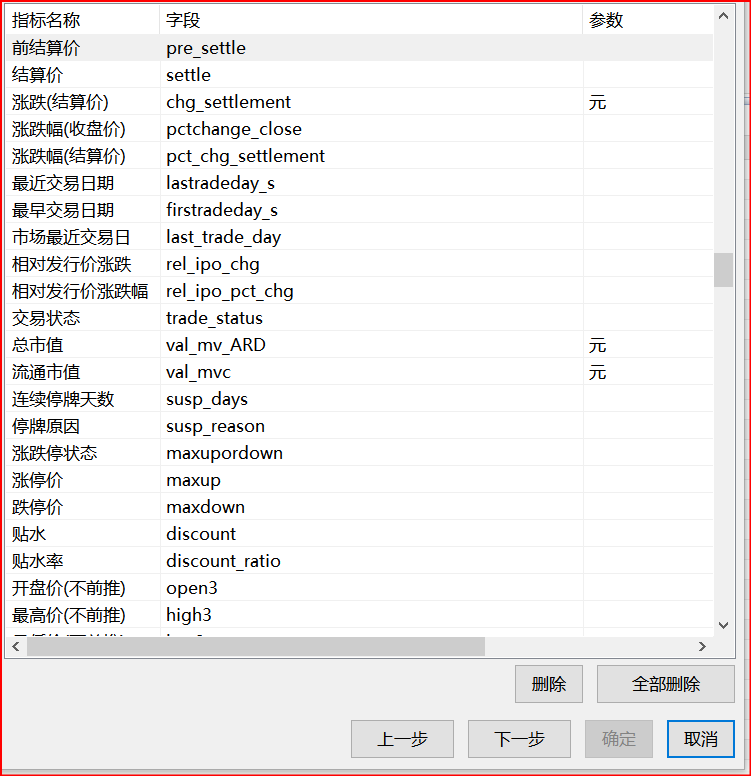 指标名称 字段 参数
前结算价 pre_settle
结算价 settle
涨跌(结算价) chg_settlement 元
涨跌幅(收盘价) pctchange_close
涨跌幅(结算价) pct_chg_settlement
最近交易日期 lastradeday_s
最早交易日期 firstradeday_s
市场最近交易日 last_trade_day
相对发行价涨跌 rel_ipo_chg
相对发行价涨跌幅 rel_ipo_pct_chg
交易状态 trade_status
总市值 val_mv_ARD 元
流通市值 val_mvc 元
连续停牌天数 susp_days
停牌原因 susp_reason
涨跌停状态 maxupordown
涨停价 maxup
跌停价 maxdown
贴水 discount
贴水率 discount_ratio
开盘价(不前推) open3
最高价(不前推) high3
删除 全部删除
上一步 下一步 确定 取消